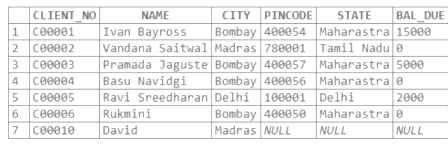 CLIENT_NO NAME CITY PINCODE STATE BAL_DUE
1 C00001 Ivan Bayross Bombay 400054 Maharastra 15000
2 C00002 Vandana Saitwal Madras 780001 Tamil Nadu 0
3 C00003 Pramada Jaguste Bombay 400057 Maharastra 5000
4 C00004 Basu Navidgi Bombay 400056 Maharastra 0
5 C00005 Ravi Sreedharan Delhi 100001 Delhi 2000
6 C00006 Rukmini Bombay 400050 Maharastra 0
7 C00010 David Madras NULL NULL NULL